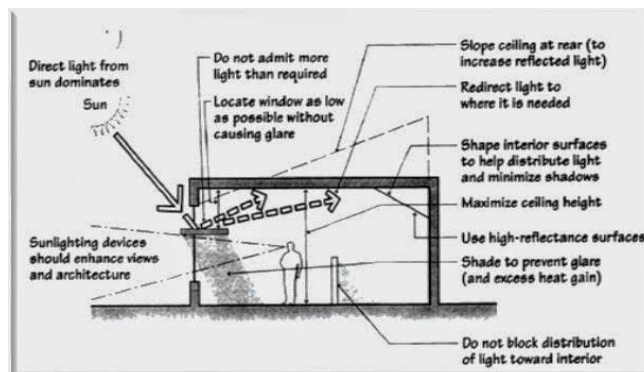 Direct light from
sun dominates
Sun
Do not admit more
light than required
Locate window as low
as possible without
causing glare
Sunlighting devices
should enhance views
and architecture
Slope ceiling at rear (to
increase reflected light)
Redirect light to
where it is needed
Shape interior surfaces
to help distribute light
and minimize shadows
Maximize ceiling height
Use high-reflectance surfaces
Shade to prevent glare
(and excess heat gain)
Do not block distribution
of light toward interior